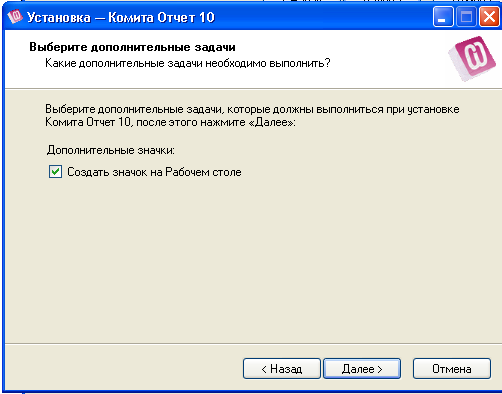 Установка — Комита Отчет 10
Выберите дополнительные задачи
Какие дополнительные задачи необходимо выполнить?
Выберите дополнительные задачи, которые должны выполниться при установке
Комита Отчет 10, после этого нажмите «Далее»:
Дополнительные значки:
Создать значок на Рабочем столе
< Назад
Далее >
Отмена